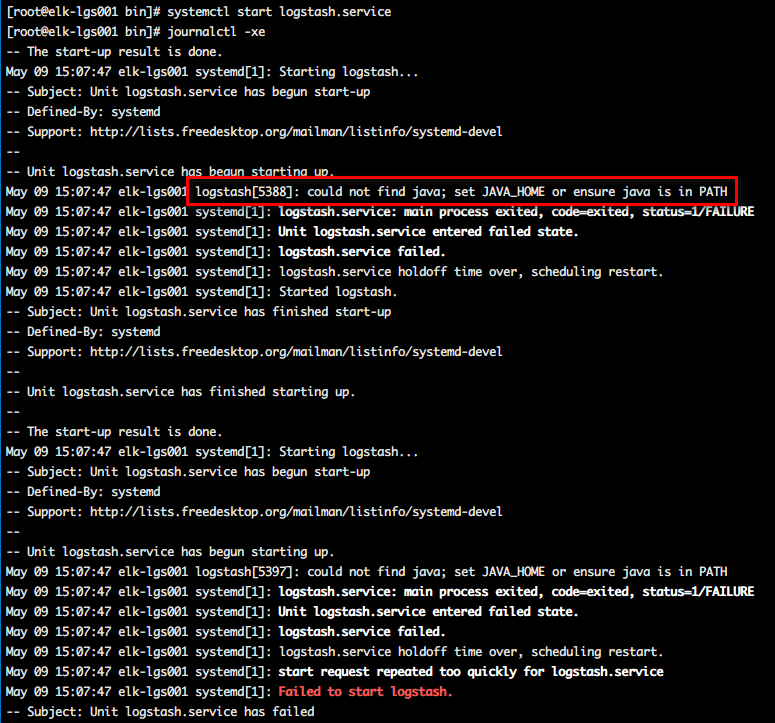 [root@elk-lgs001 bin]# systemctl start logstash.service
[root@elk-lgs001 bin]# journalctl -xe
-- The start-up result is done.
May 09 15:07:47 elk-lgs001 systemd[1]: Starting logstash...
-- Subject: Unit logstash.service has begun start-up
-- Defined-By: systemd
-- Support: http://lists.freedesktop.org/mailman/listinfo/systemd-devel
--
-- Unit logstash.service has begun starting up.
May 09 15:07:47 elk-lgs001 logstash[5388]: could not find java; set JAVA_HOME or ensure java is in PATH
May 09 15:07:47 elk-lgs001 systemd[1]: logstash.service: main process exited, code=exited, status=1/FAILURE
May 09 15:07:47 elk-lgs001 systemd[1]: Unit logstash.service entered failed state.
May 09 15:07:47 elk-lgs001 systemd[1]: logstash.service failed.
May 09 15:07:47 elk-lgs001 systemd[1]: logstash.service holdoff time over, scheduling restart.
May 09 15:07:47 elk-lgs001 systemd[1]: Started logstash.
-- Subject: Unit logstash.service has finished start-up
-- Defined-By: systemd
-- Support: http://lists.freedesktop.org/mailman/listinfo/systemd-devel
--
-- Unit logstash.service has finished starting up.
--
-- The start-up result is done.
May 09 15:07:47 elk-lgs001 systemd[1]: Starting logstash...
-- Subject: Unit logstash.service has begun start-up
-- Defined-By: systemd
-- Support: http://lists.freedesktop.org/mailman/listinfo/systemd-devel
--
-- Unit logstash.service has begun starting up.
May 09 15:07:47 elk-lgs001 logstash[5397]: could not find java; set JAVA_HOME or ensure java is in PATH
May 09 15:07:47 elk-lgs001 systemd[1]: logstash.service: main process exited, code=exited, status=1/FAILURE
May 09 15:07:47 elk-lgs001 systemd[1]: Unit logstash.service entered failed state.
May 09 15:07:47 elk-lgs001 systemd[1]: logstash.service failed.
May 09 15:07:47 elk-lgs001 systemd[1]: logstash.service holdoff time over, scheduling restart.
May 09 15:07:47 elk-lgs001 systemd[1]: start request repeated too quickly for logstash.service
May 09 15:07:47 elk-lgs001 systemd[1]: Failed to start logstash.
-- Subject: Unit logstash.service has failed